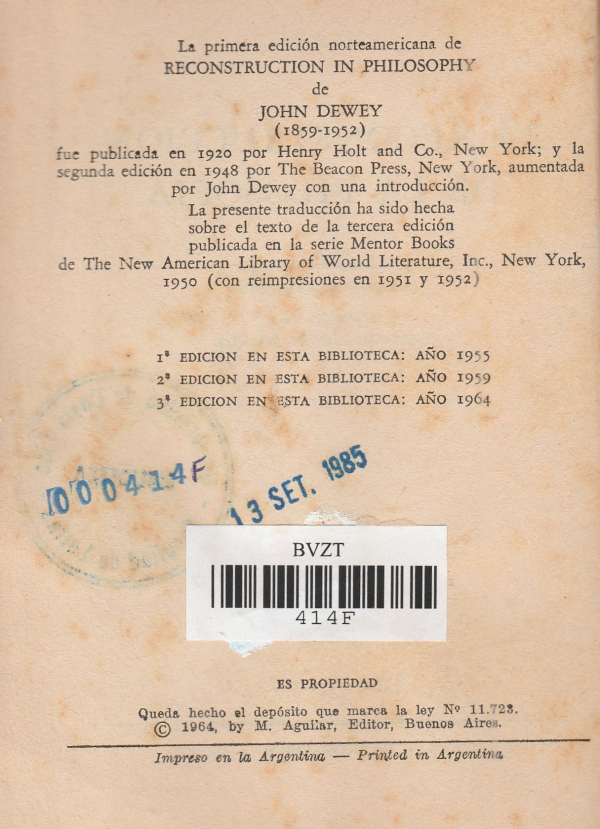 La primera edición norteamericana de
RECONSTRUCTION IN PHILOSOPHY
de
JOHN DEWEY
(1859-1952)
fue publicada en 1920 por Henry Holt and Co., New York; y la
segunda edición en 1948 por The Beacon Press, New York, aumentada
por John Dewey con una introducción.
La presente traducción ha sido hecha
sobre el texto de la tercera edición
publicada en la serie Mentor Books
de The New American Library of World Literature, Inc., New York,
1950 (con reimpresiones en 1951 y 1952)
1ª EDICION EN ESTA BIBLIOTECA: AÑO 1955
2ª EDICION EN ESTA BIBLIOTECA: AÑO 1959
3ª EDICION EN ESTA BIBLIOTECA: AÑO 1964
000414F
13 SET. 1985
BVZT
414F
ES PROPIEDAD
Queda hecho el depósito que marca la ley Nº 11.723.
© 1964, by M. Aguilar, Editor, Buenos Aires.
Impreso en la Argentina — Printed in Argentina